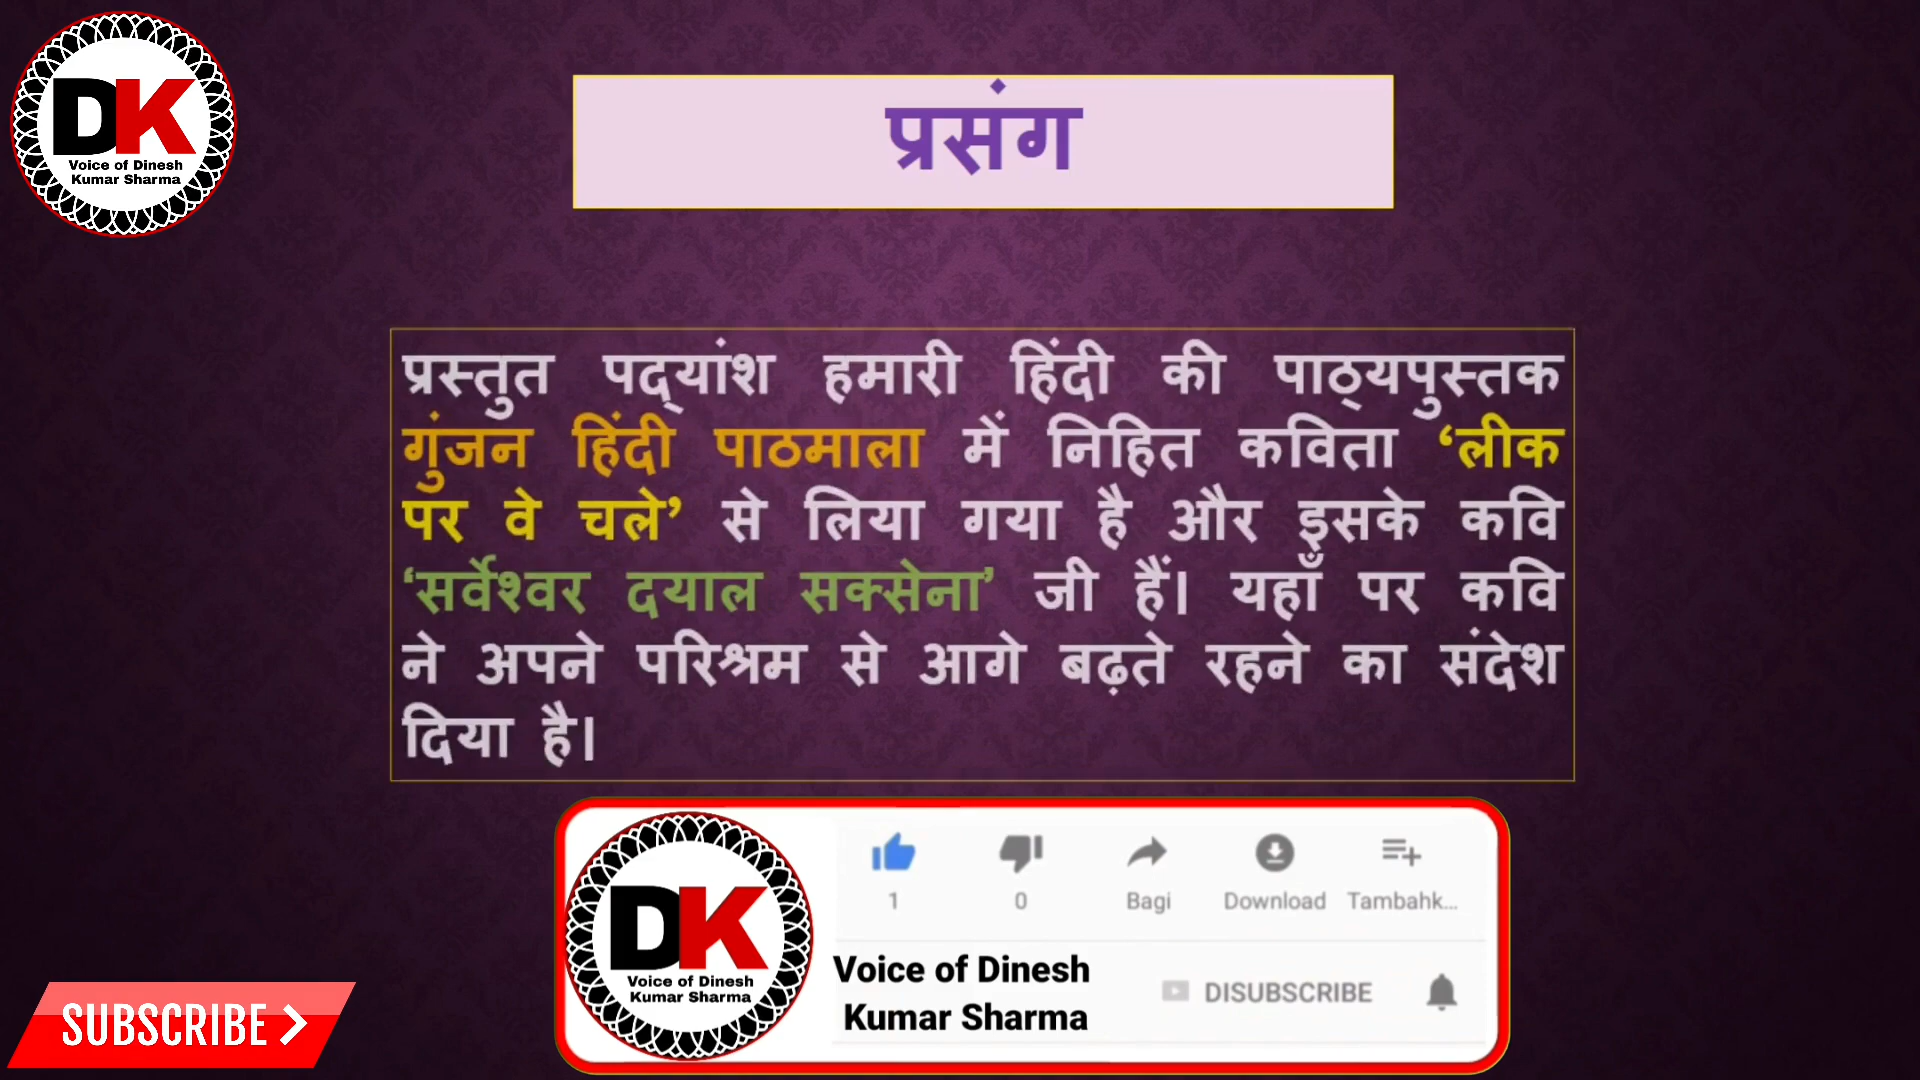 DK
Voice of Dinesh
Kumar Sharma
प्रसंग
प्रस्तुत पद्‌यांश हमारी हिंदी की पाठ्‌यपुस्तक
गुंजन हिंदी पाठमाला में निहित कविता ‘लीक
पर वे चले’ से लिया गया है और इसके कवि
‘सर्वेश्वर दयाल सक्सेना’ जी हैं। यहाँ पर कवि
ने अपने परिश्रम से आगे बढ़ते रहने का संदेश
दिया है।
DK
Voice of Dinesh
Kumar Sharma
1 0 Bagi Download Tambahk...
Voice of Dinesh
Kumar Sharma
DISUBSCRIBE
SUBSCRIBE